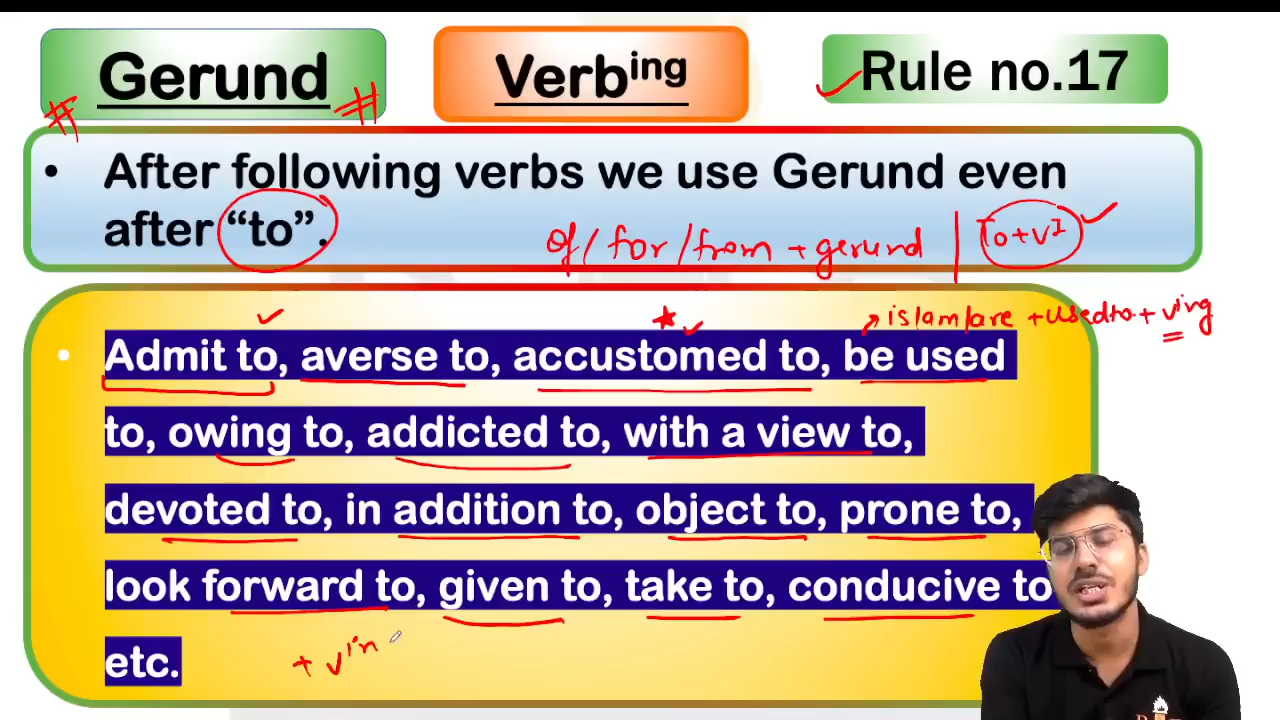 Gerund
Verbing
Rule no.17
• After following verbs we use Gerund even
after “to”.
of/for/from + gerund | To+VI
is/am/are + used to + ving
• Admit to, averse to, accustomed to, be used
to, owing to, addicted to, with a view to,
devoted to, in addition to, object to, prone to,
look forward to, given to, take to, conducive to
etc.
+ vin